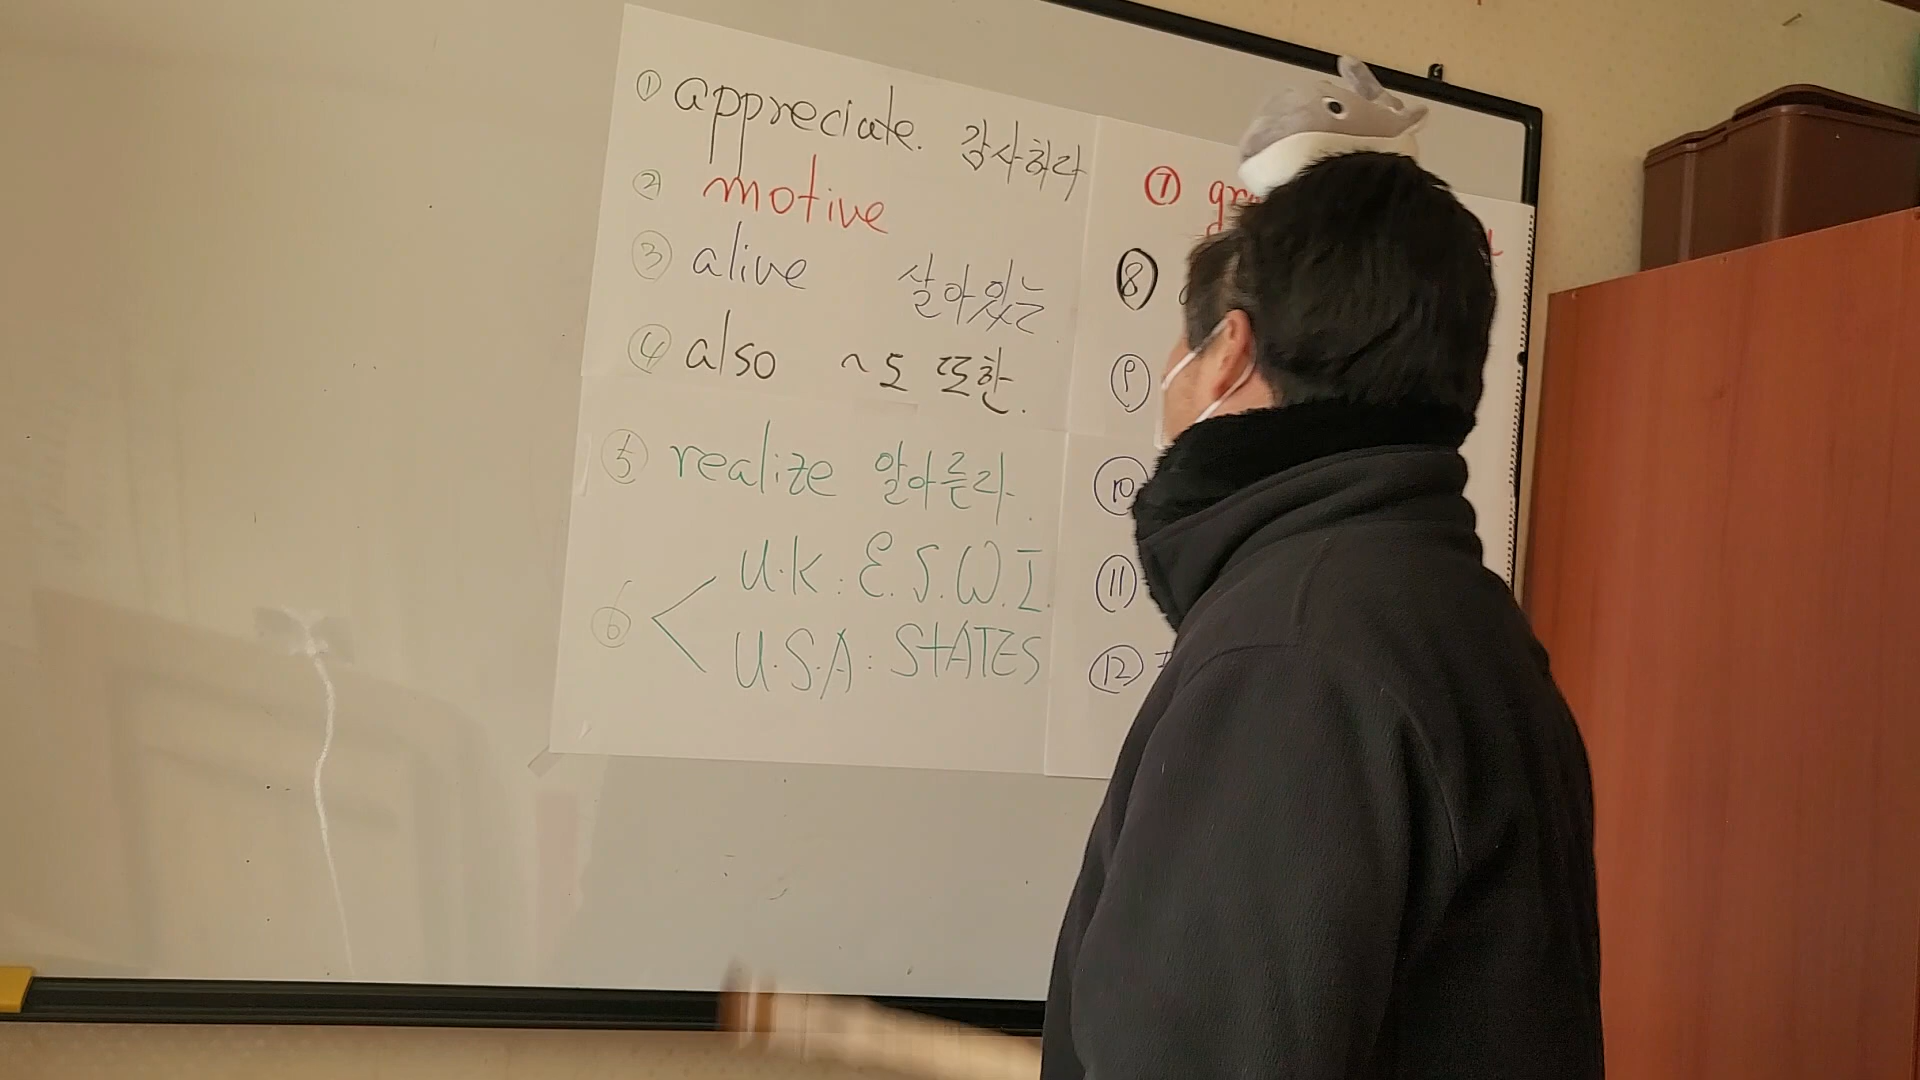 ① appreciate. 감사하다
② motive
③ alive 살아있는
④ also ~도 또한.
⑤ realize 알아른다.
⑥ U.K: E.S.W.I.
U.S.A: STATES
⑦
⑧
⑨
⑩
⑪
⑫